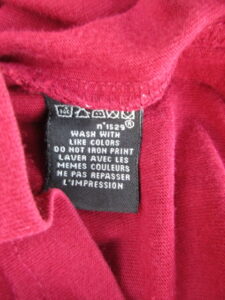 n°1529®
WASH WITH
LIKE COLORS
DO NOT IRON PRINT
LAVER AVEC LES
MEMES COULEURS
NE PAS REPASSER
L'IMPRESSION